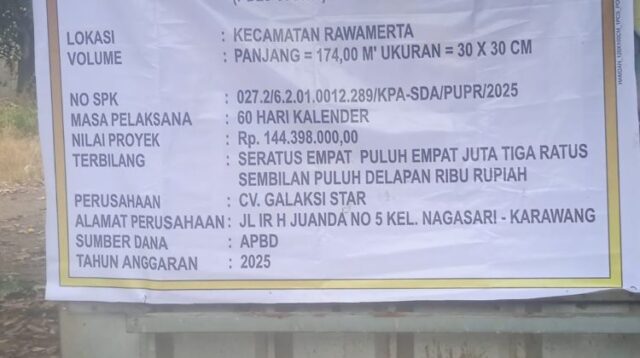 LOKASI : KECAMATAN RAWAMERTA
VOLUME : PANJANG = 174,00 M' UKURAN = 30 X 30 CM
NO SPK : 027.2/6.2.01.0012.289/KPA-SDA/PUPR/2025
MASA PELAKSANA : 60 HARI KALENDER
NILAI PROYEK : Rp. 144.398.000,00
TERBILANG : SERATUS EMPAT PULUH EMPAT JUTA TIGA RATUS
SEMBILAN PULUH DELAPAN RIBU RUPIAH
PERUSAHAAN : CV. GALAKSI STAR
ALAMAT PERUSAHAAN : JL IR H JUANDA NO 5 KEL. NAGASARI - KARAWANG
SUMBER DANA : APBD
TAHUN ANGGARAN : 2025